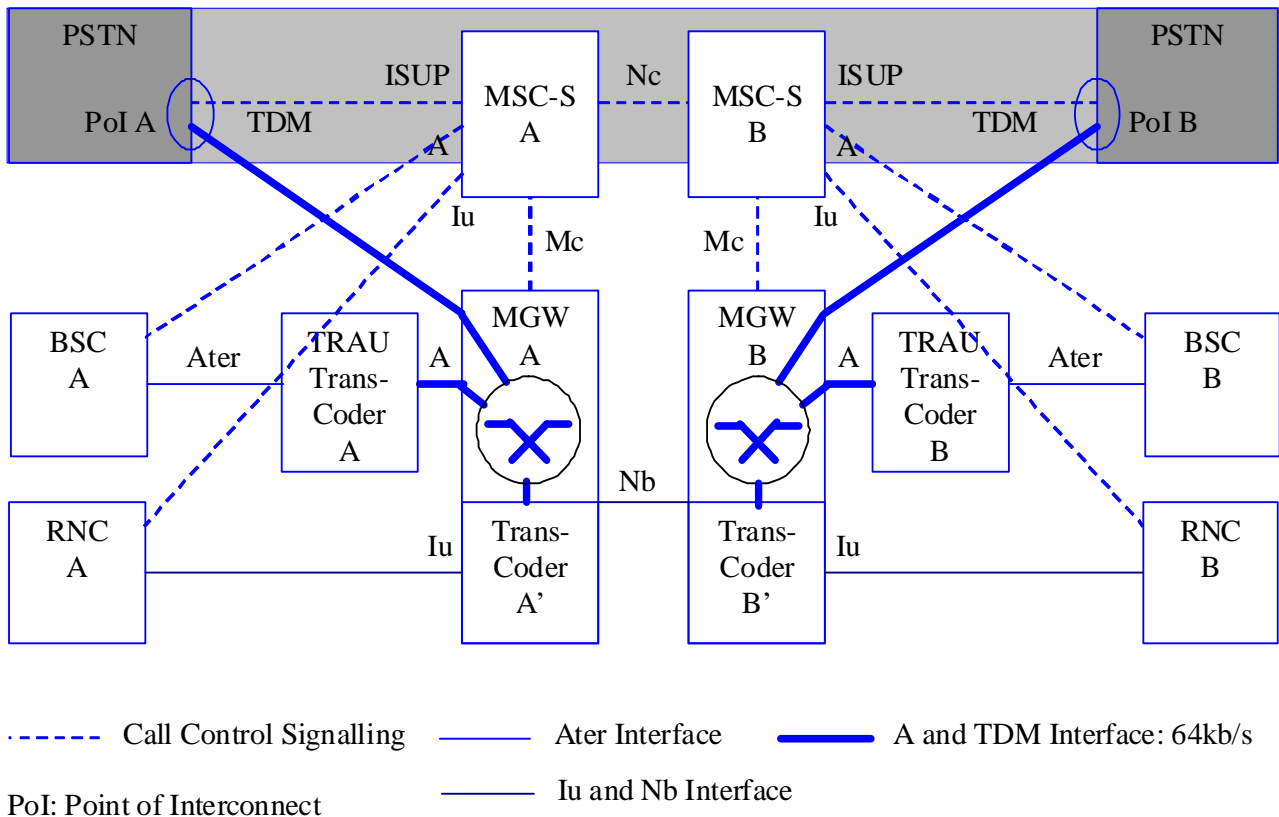 PSTN
PSTN
ISUP
Nc
ISUP
MSC-S
A
MSC-S
B
PoI A
TDM
TDM
PoI B
A
A
Iu
Iu
Mc
Mc
BSC
A
Ater
TRAU
Trans-
Coder
A
A
MGW
A
MGW
B
A
TRAU
Trans-
Coder
B
Ater
BSC
B
Nb
RNC
A
Iu
Trans-
Coder
A’
Trans-
Coder
B’
Iu
RNC
B
Call Control Signalling
Ater Interface
A and TDM Interface: 64kb/s
PoI: Point of Interconnect
Iu and Nb Interface